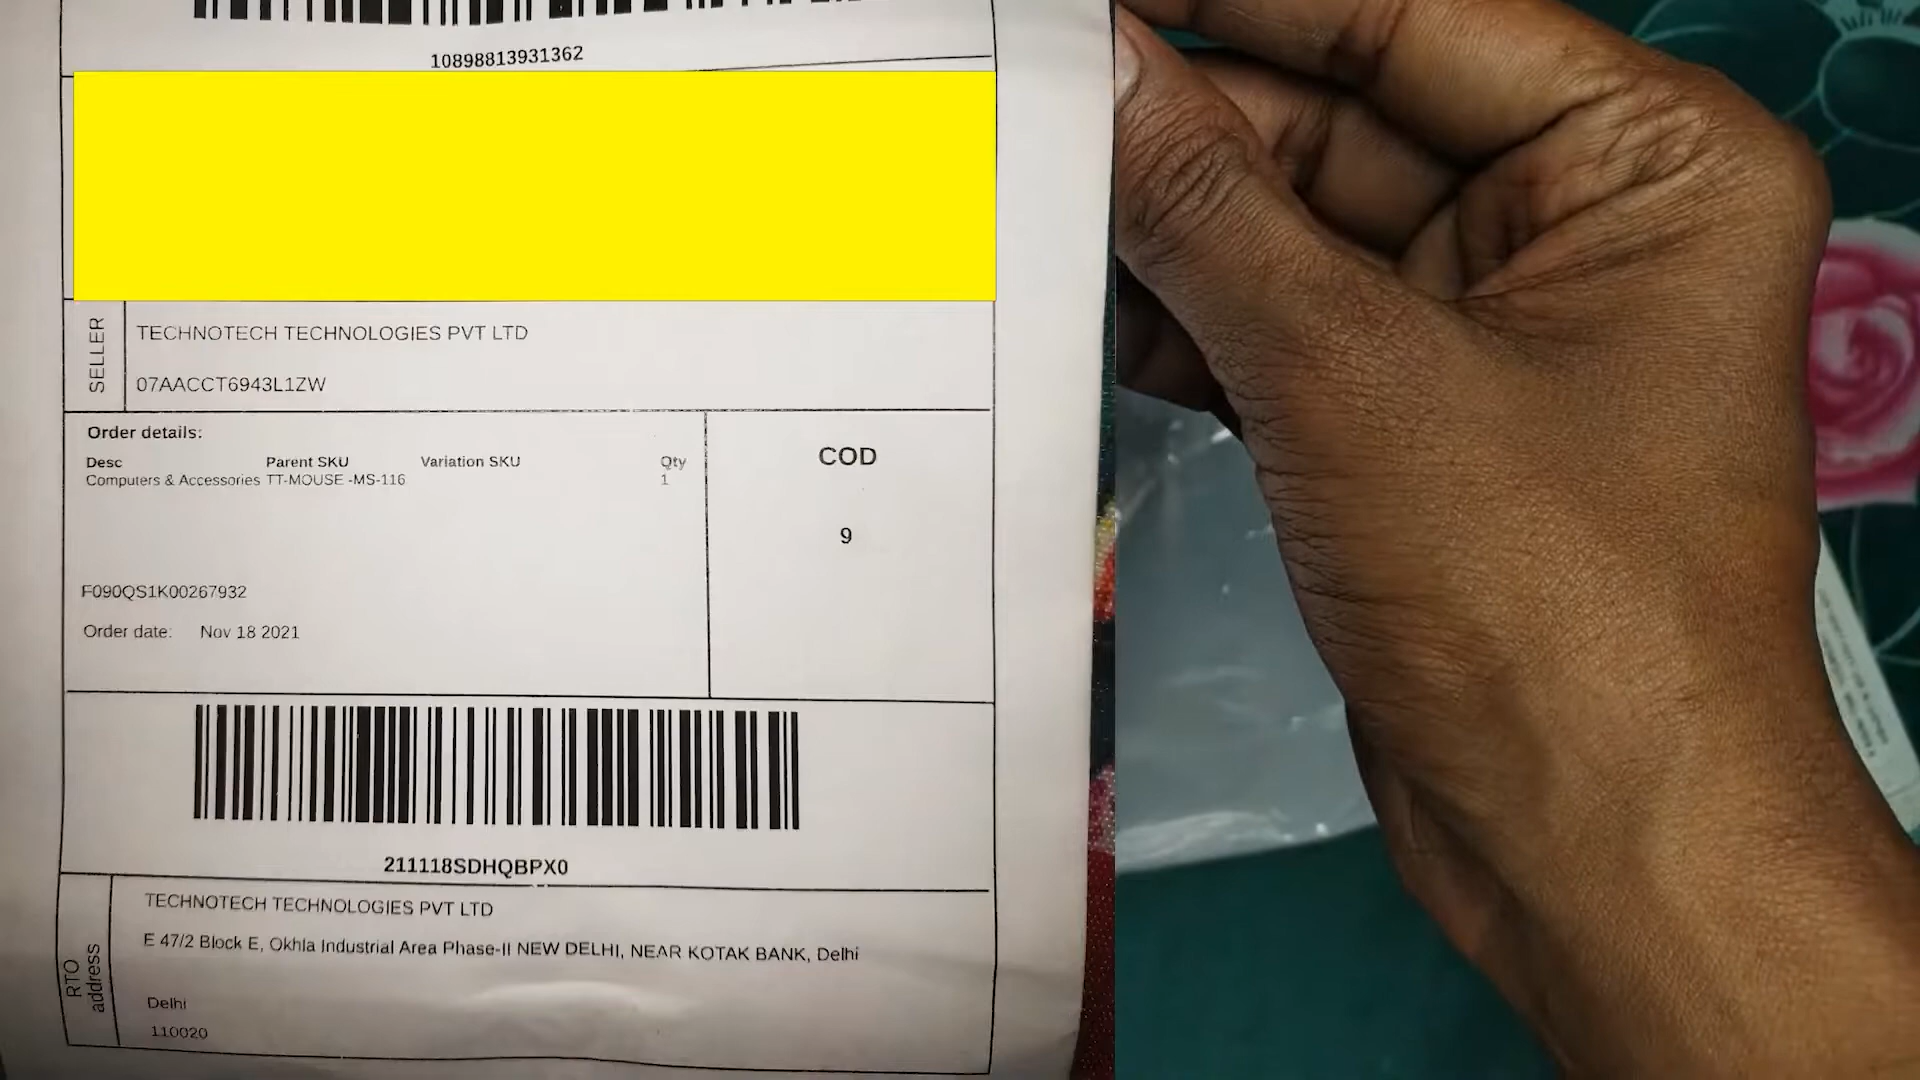 10898813931362
SELLER
TECHNOTECH TECHNOLOGIES PVT LTD
07AACCT6943L1ZW
Order details:
Desc Parent SKU Variation SKU Qty
Computers & Accessories TT-MOUSE -MS-116 1
COD
9
F090QS1K00267932
Order date: Nov 18 2021
211118SDHQBPX0
RTO address
TECHNOTECH TECHNOLOGIES PVT LTD
E 47/2 Block E, Okhla Industrial Area Phase-II NEW DELHI, NEAR KOTAK BANK, Delhi
Delhi
110020